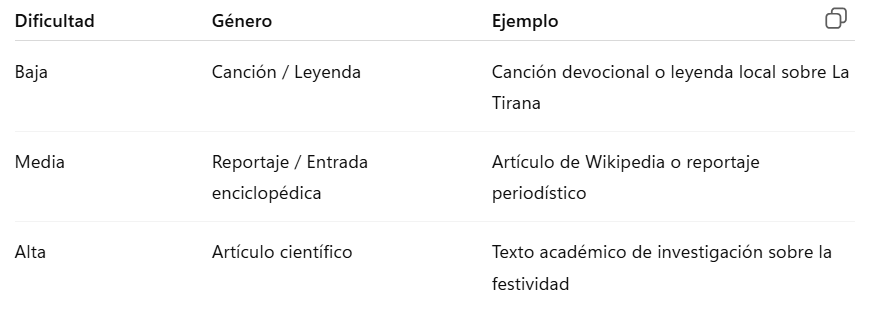 Dificultad Género Ejemplo
Baja Canción / Leyenda Canción devocional o leyenda local sobre La
Tirana
Media Reportaje / Entrada Artículo de Wikipedia o reportaje
enciclopédica periodístico
Alta Artículo científico Texto académico de investigación sobre la
festividad